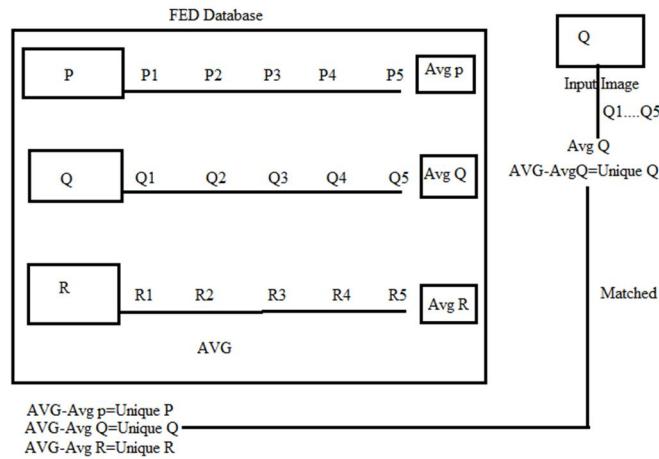 FED Database
P P1 P2 P3 P4 P5 Avg p
Q Q1 Q2 Q3 Q4 Q5 Avg Q
R R1 R2 R3 R4 R5 Avg R
AVG
AVG-Avg p=Unique P
AVG-Avg Q=Unique Q
AVG-Avg R=Unique R
Q
Input Image
Q1....Q5
Avg Q
AVG-AvgQ=Unique Q
Matched